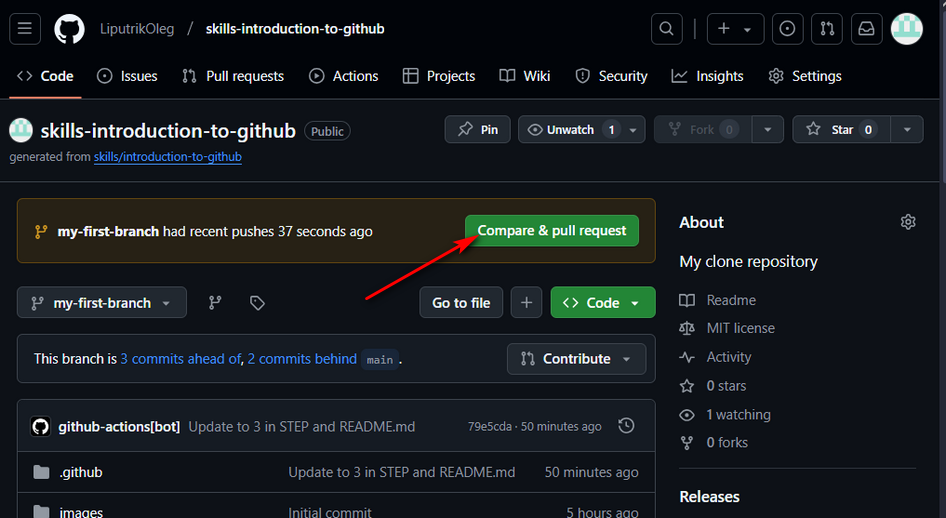 LiputrikOleg / skills-introduction-to-github
Code Issues Pull requests Actions Projects Wiki Security Insights Settings
skills-introduction-to-github Public Pin Unwatch 1 Fork 0 Star 0
generated from skills/introduction-to-github
my-first-branch had recent pushes 37 seconds ago Compare & pull request
my-first-branch Go to file Code
This branch is 3 commits ahead of, 2 commits behind main. Contribute
github-actions[bot] Update to 3 in STEP and README.md 79e5cda · 50 minutes ago
.github Update to 3 in STEP and README.md 50 minutes ago
images Initial commit 5 hours ago
About
My clone repository
Readme
MIT license
Activity
0 stars
1 watching
0 forks
Releases